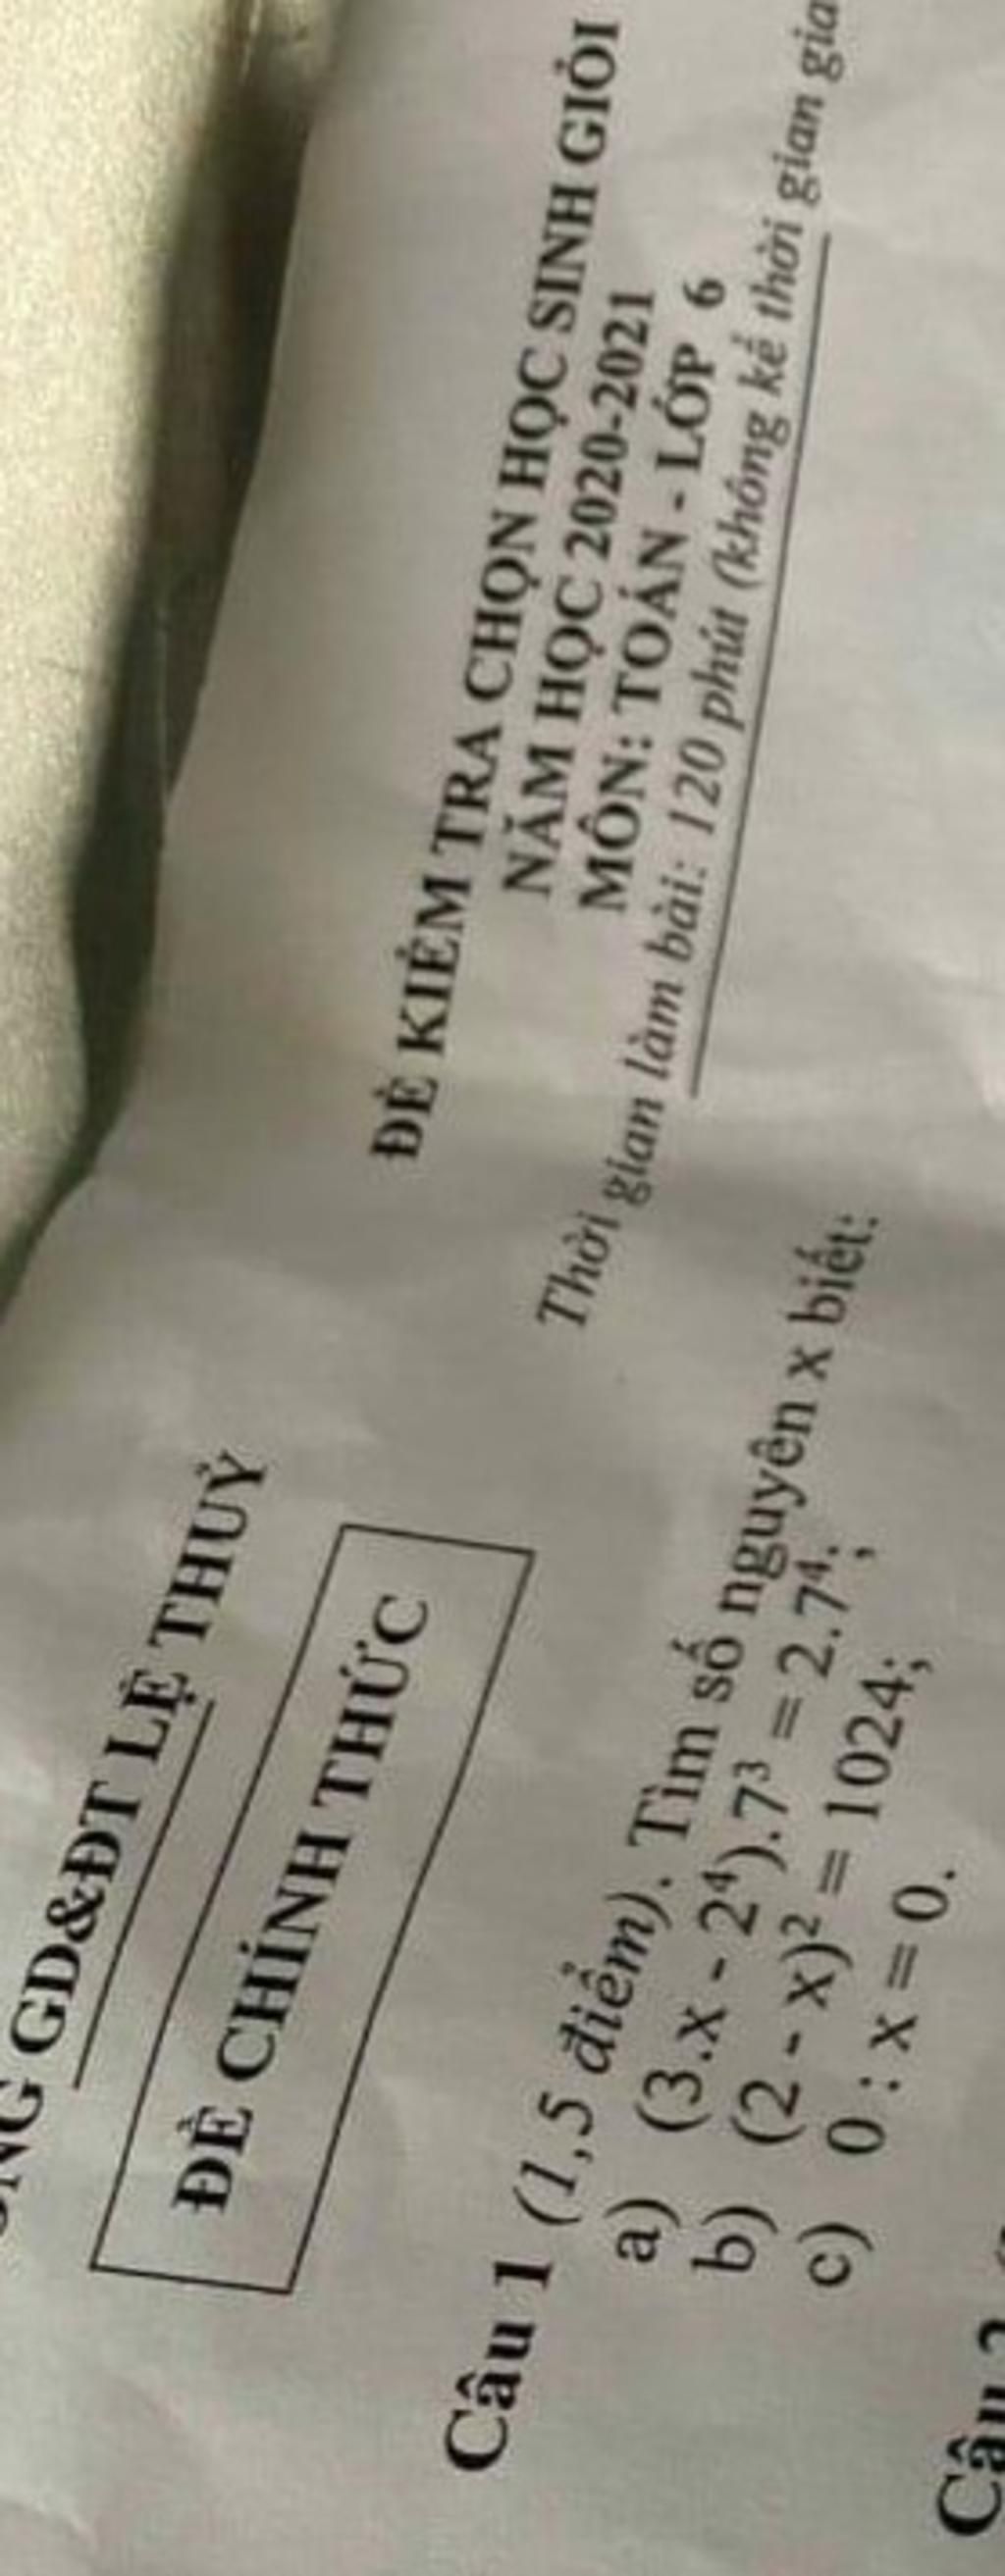 GD&ĐT LỆ THUỶ
ĐỀ CHÍNH THỨC
ĐỀ KIỂM TRA CHỌN HỌC SINH GIỎI
NĂM HỌC 2020-2021
MÔN: TOÁN - LỚP 6
Thời gian làm bài: 120 phút (không kể thời gian gia
Câu 1 (1,5 điểm). Tìm số nguyên x biết:
a) (3.x - 2⁴).7³ = 2.7⁴;
b) (2 - x)² = 1024;
c) 0 : x = 0.
Câu